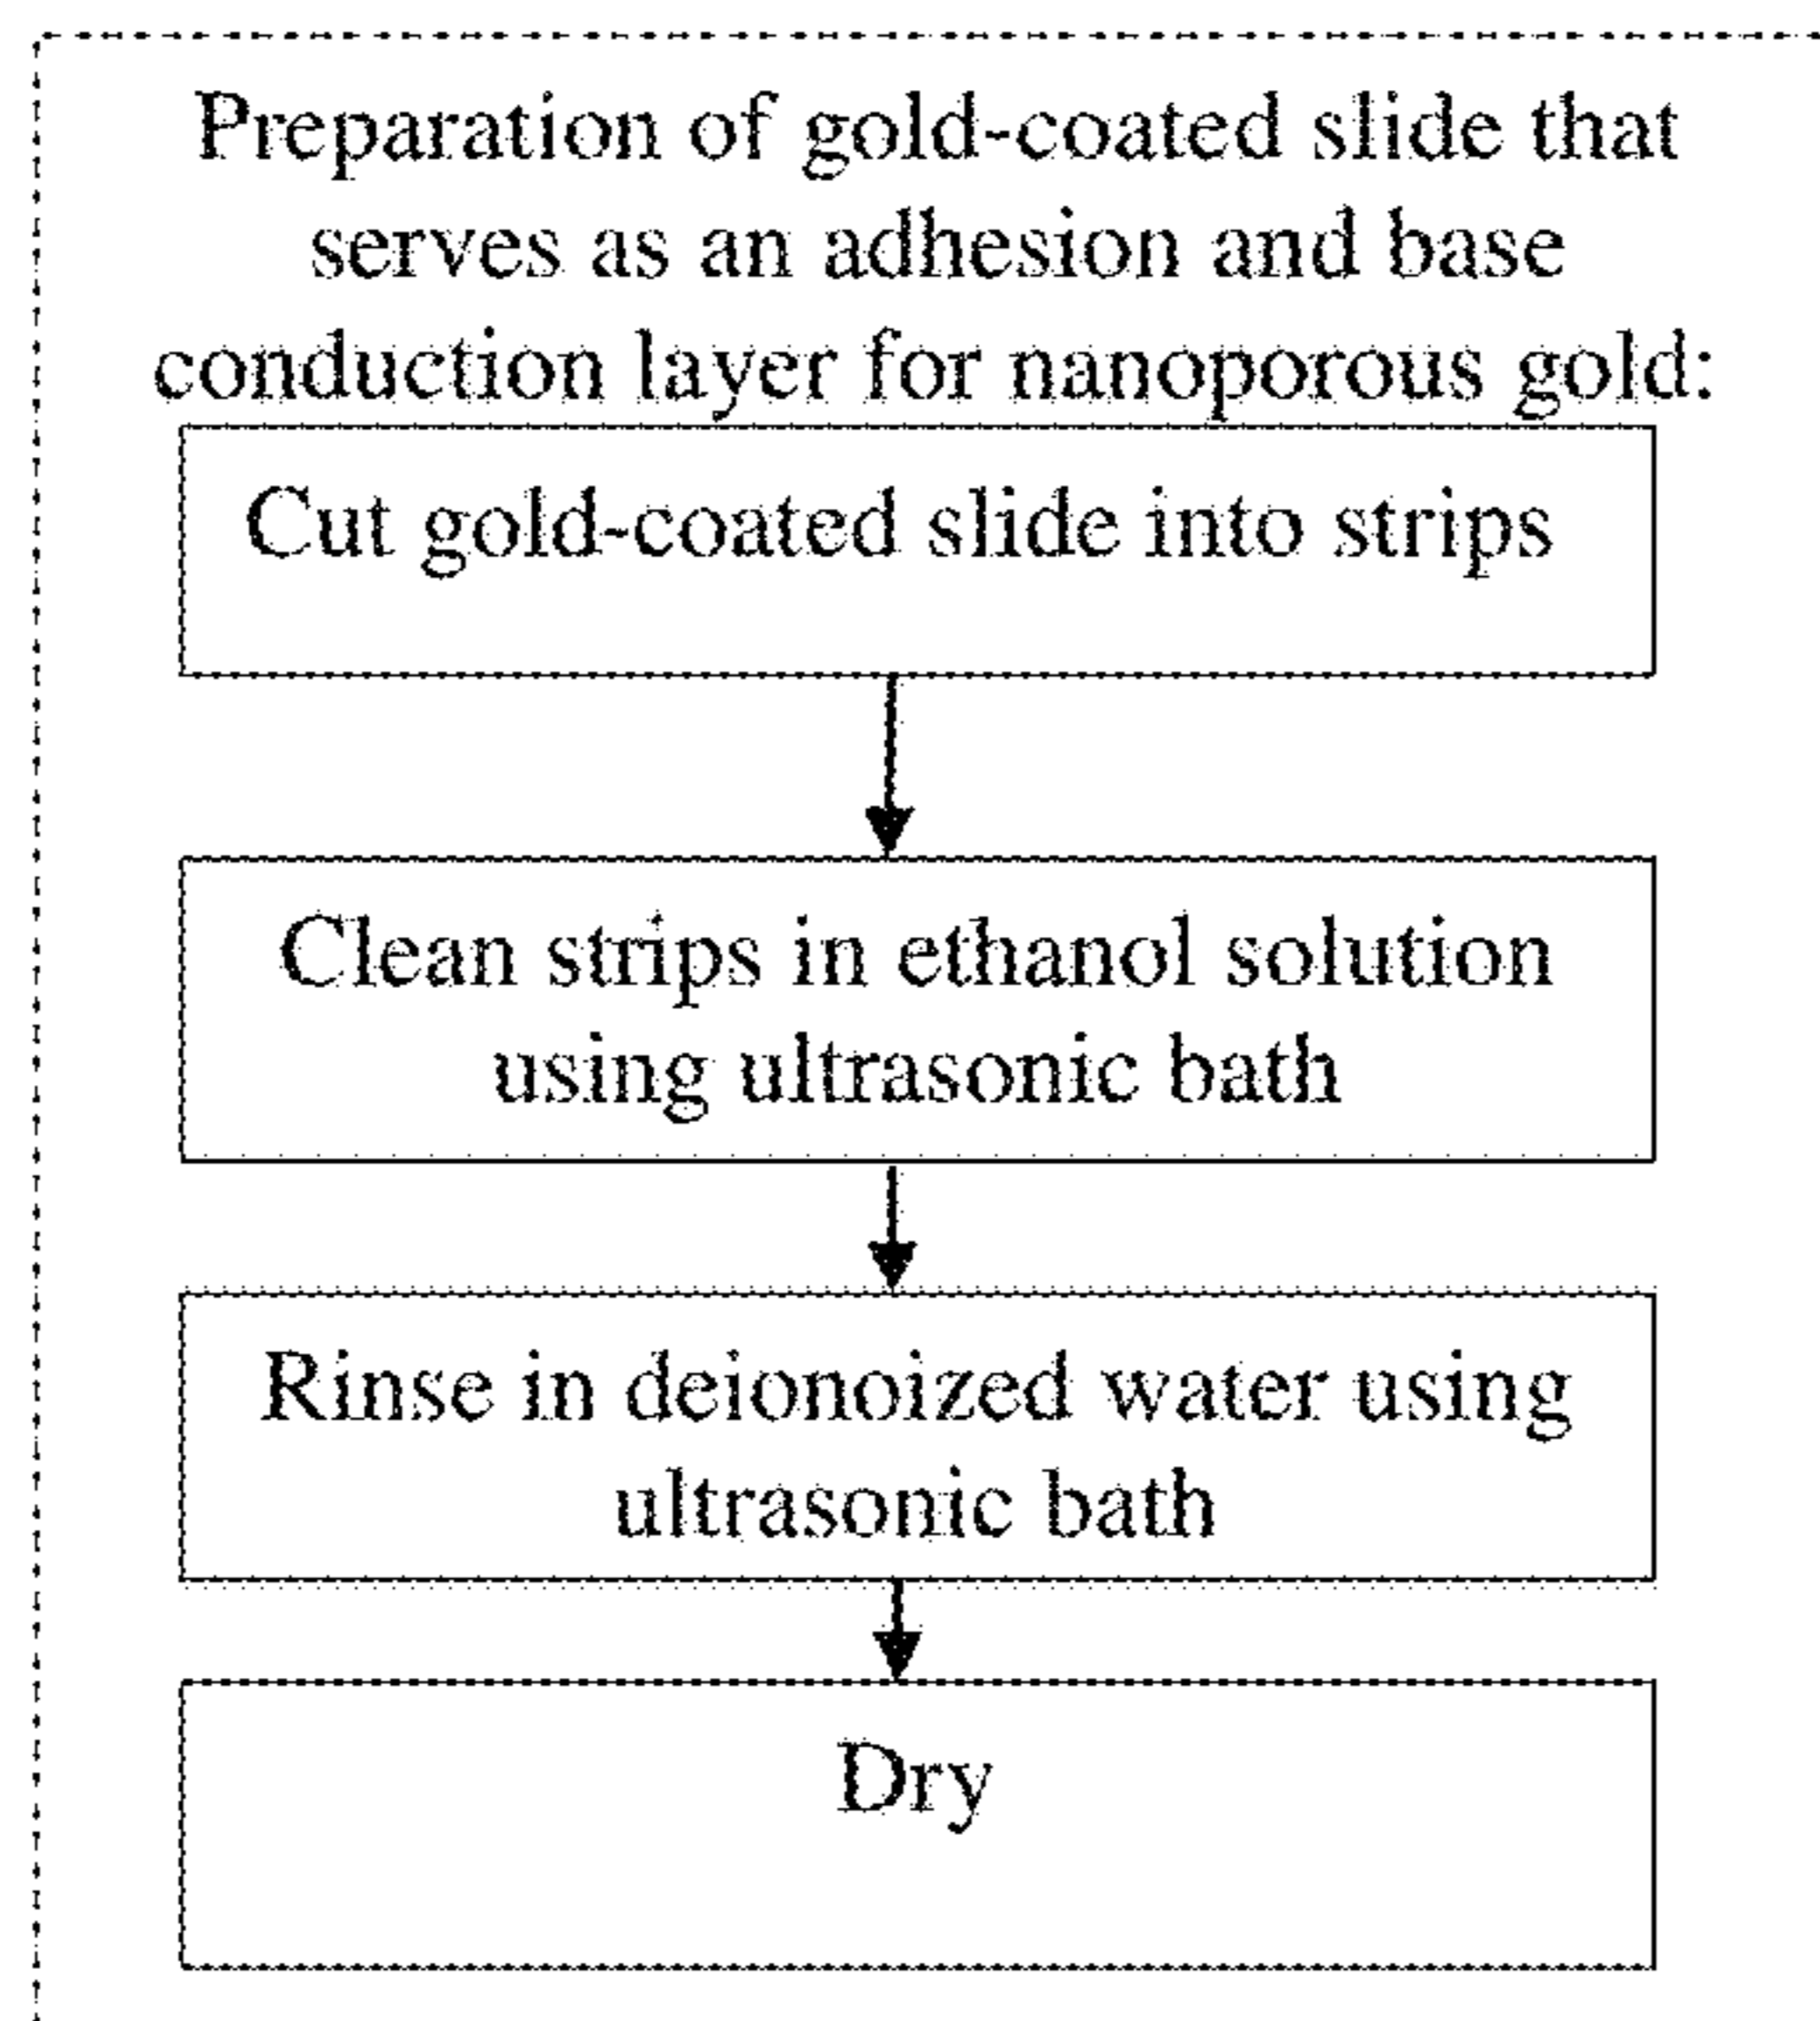 Preparation of gold-coated slide that
serves as an adhesion and base
conduction layer for nanoporous gold:
Cut gold-coated slide into strips
Clean strips in ethanol solution
using ultrasonic bath
Rinse in deionoized water using
ultrasonic bath
Dry